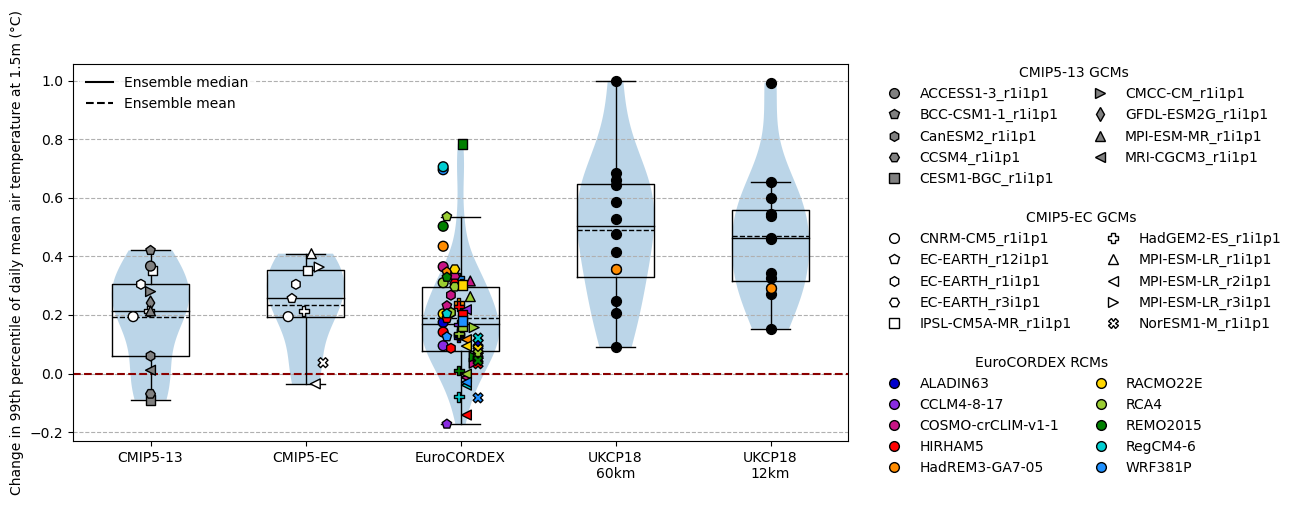 Change in 99th percentile of daily mean air temperature at 1.5m (°C)
1.0
0.8
0.6
0.4
0.2
0.0
−0.2
Ensemble median
Ensemble mean
CMIP5-13
CMIP5-EC
EuroCORDEX
UKCP18
60km
UKCP18
12km
CMIP5-13 GCMs
ACCESS1-3_r1i1p1
BCC-CSM1-1_r1i1p1
CanESM2_r1i1p1
CCSM4_r1i1p1
CESM1-BGC_r1i1p1
CMCC-CM_r1i1p1
GFDL-ESM2G_r1i1p1
MPI-ESM-MR_r1i1p1
MRI-CGCM3_r1i1p1
CMIP5-EC GCMs
CNRM-CM5_r1i1p1
EC-EARTH_r12i1p1
EC-EARTH_r1i1p1
EC-EARTH_r3i1p1
IPSL-CM5A-MR_r1i1p1
HadGEM2-ES_r1i1p1
MPI-ESM-LR_r1i1p1
MPI-ESM-LR_r2i1p1
MPI-ESM-LR_r3i1p1
NorESM1-M_r1i1p1
EuroCORDEX RCMs
ALADIN63
CCLM4-8-17
COSMO-crCLIM-v1-1
HIRHAM5
HadREM3-GA7-05
RACMO22E
RCA4
REMO2015
RegCM4-6
WRF381P